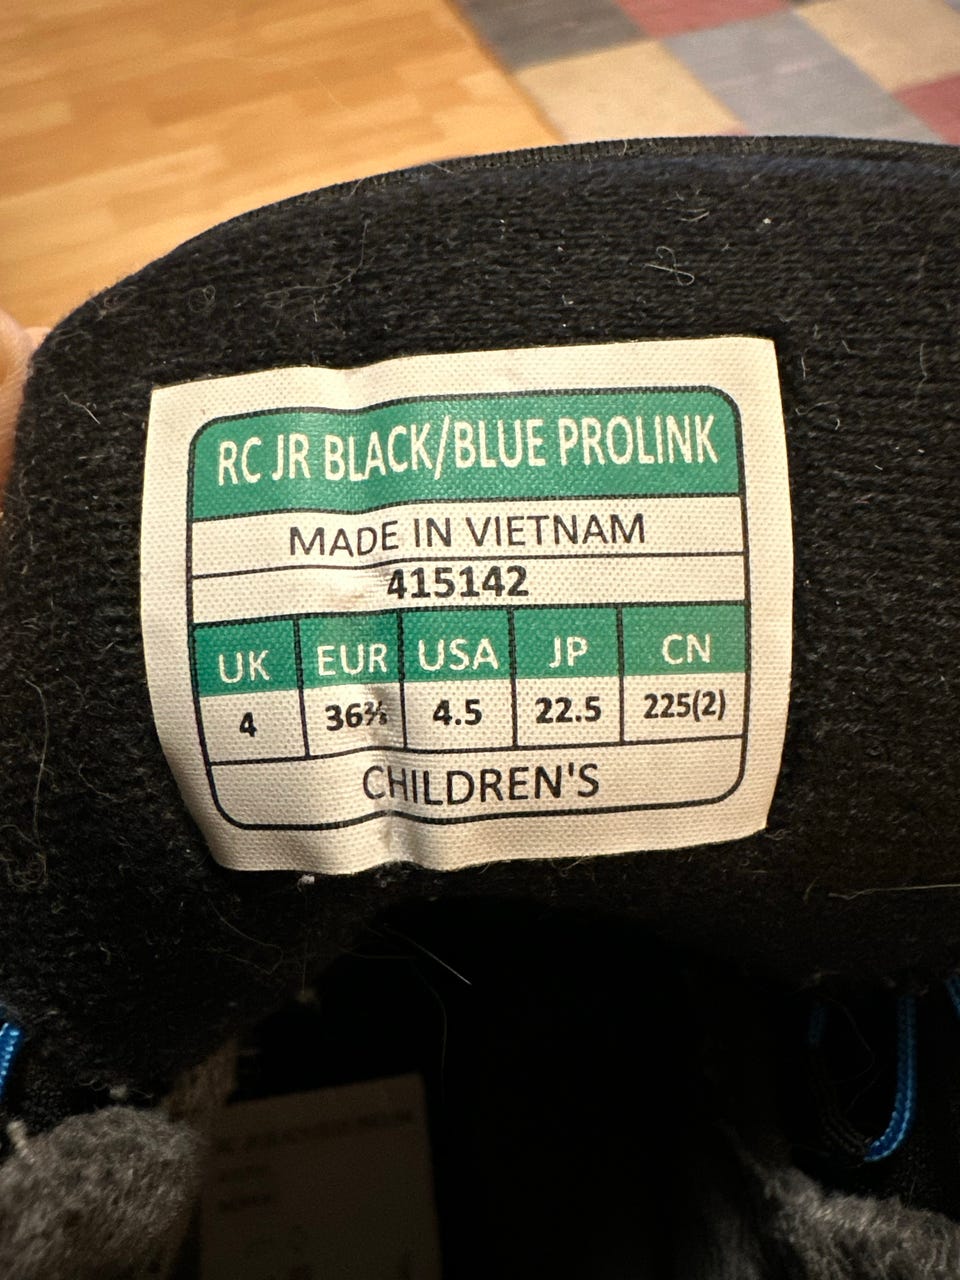 RC JR BLACK/BLUE PROLINK
MADE IN VIETNAM
415142
UK EUR USA JP CN
4 36⅔ 4.5 22.5 225(2)
CHILDREN'S